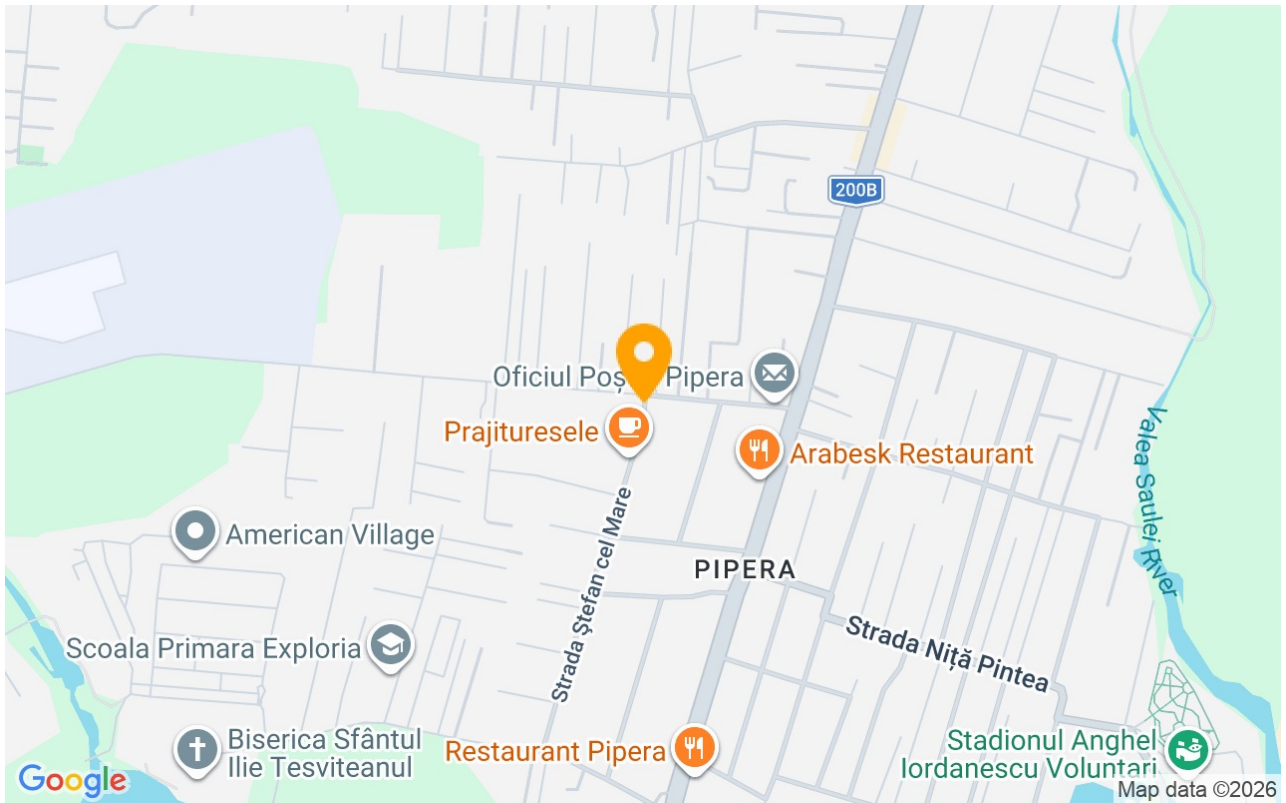 200B
Oficiul Poș Pipera
Prajituresele
Arabesk Restaurant
American Village
PIPERA
Valea Saulei River
Strada Ștefan cel Mare
Scoala Primara Exploria
Strada Niță Pintea
Biserica Sfântul
Ilie Tesviteanul
Restaurant Pipera
Stadionul Anghel
Iordanescu Voluntari
Google
Map data ©2026